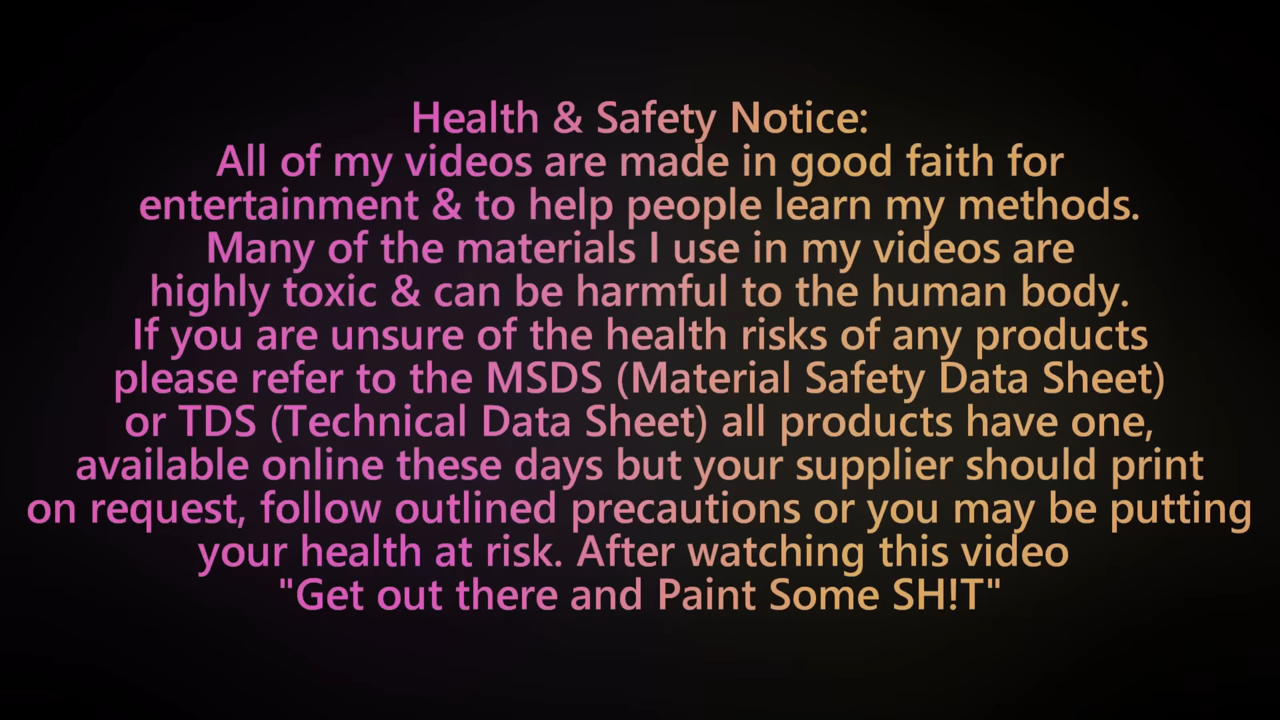 Health & Safety Notice:
All of my videos are made in good faith for
entertainment & to help people learn my methods.
Many of the materials I use in my videos are
highly toxic & can be harmful to the human body.
If you are unsure of the health risks of any products
please refer to the MSDS (Material Safety Data Sheet)
or TDS (Technical Data Sheet) all products have one,
available online these days but your supplier should print
on request, follow outlined precautions or you may be putting
your health at risk. After watching this video
"Get out there and Paint Some SH!T"